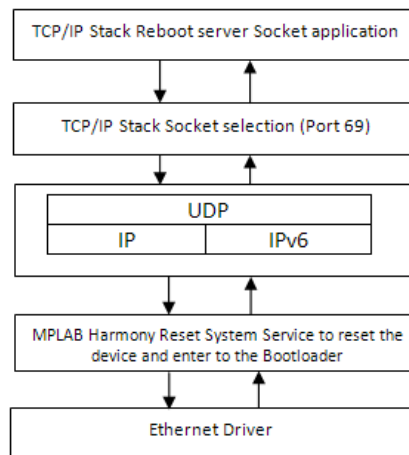 TCP/IP Stack Reboot server Socket application
TCP/IP Stack Socket selection (Port 69)
UDP
IP
IPv6
MPLAB Harmony Reset System Service to reset the
device and enter to the Bootloader
Ethernet Driver